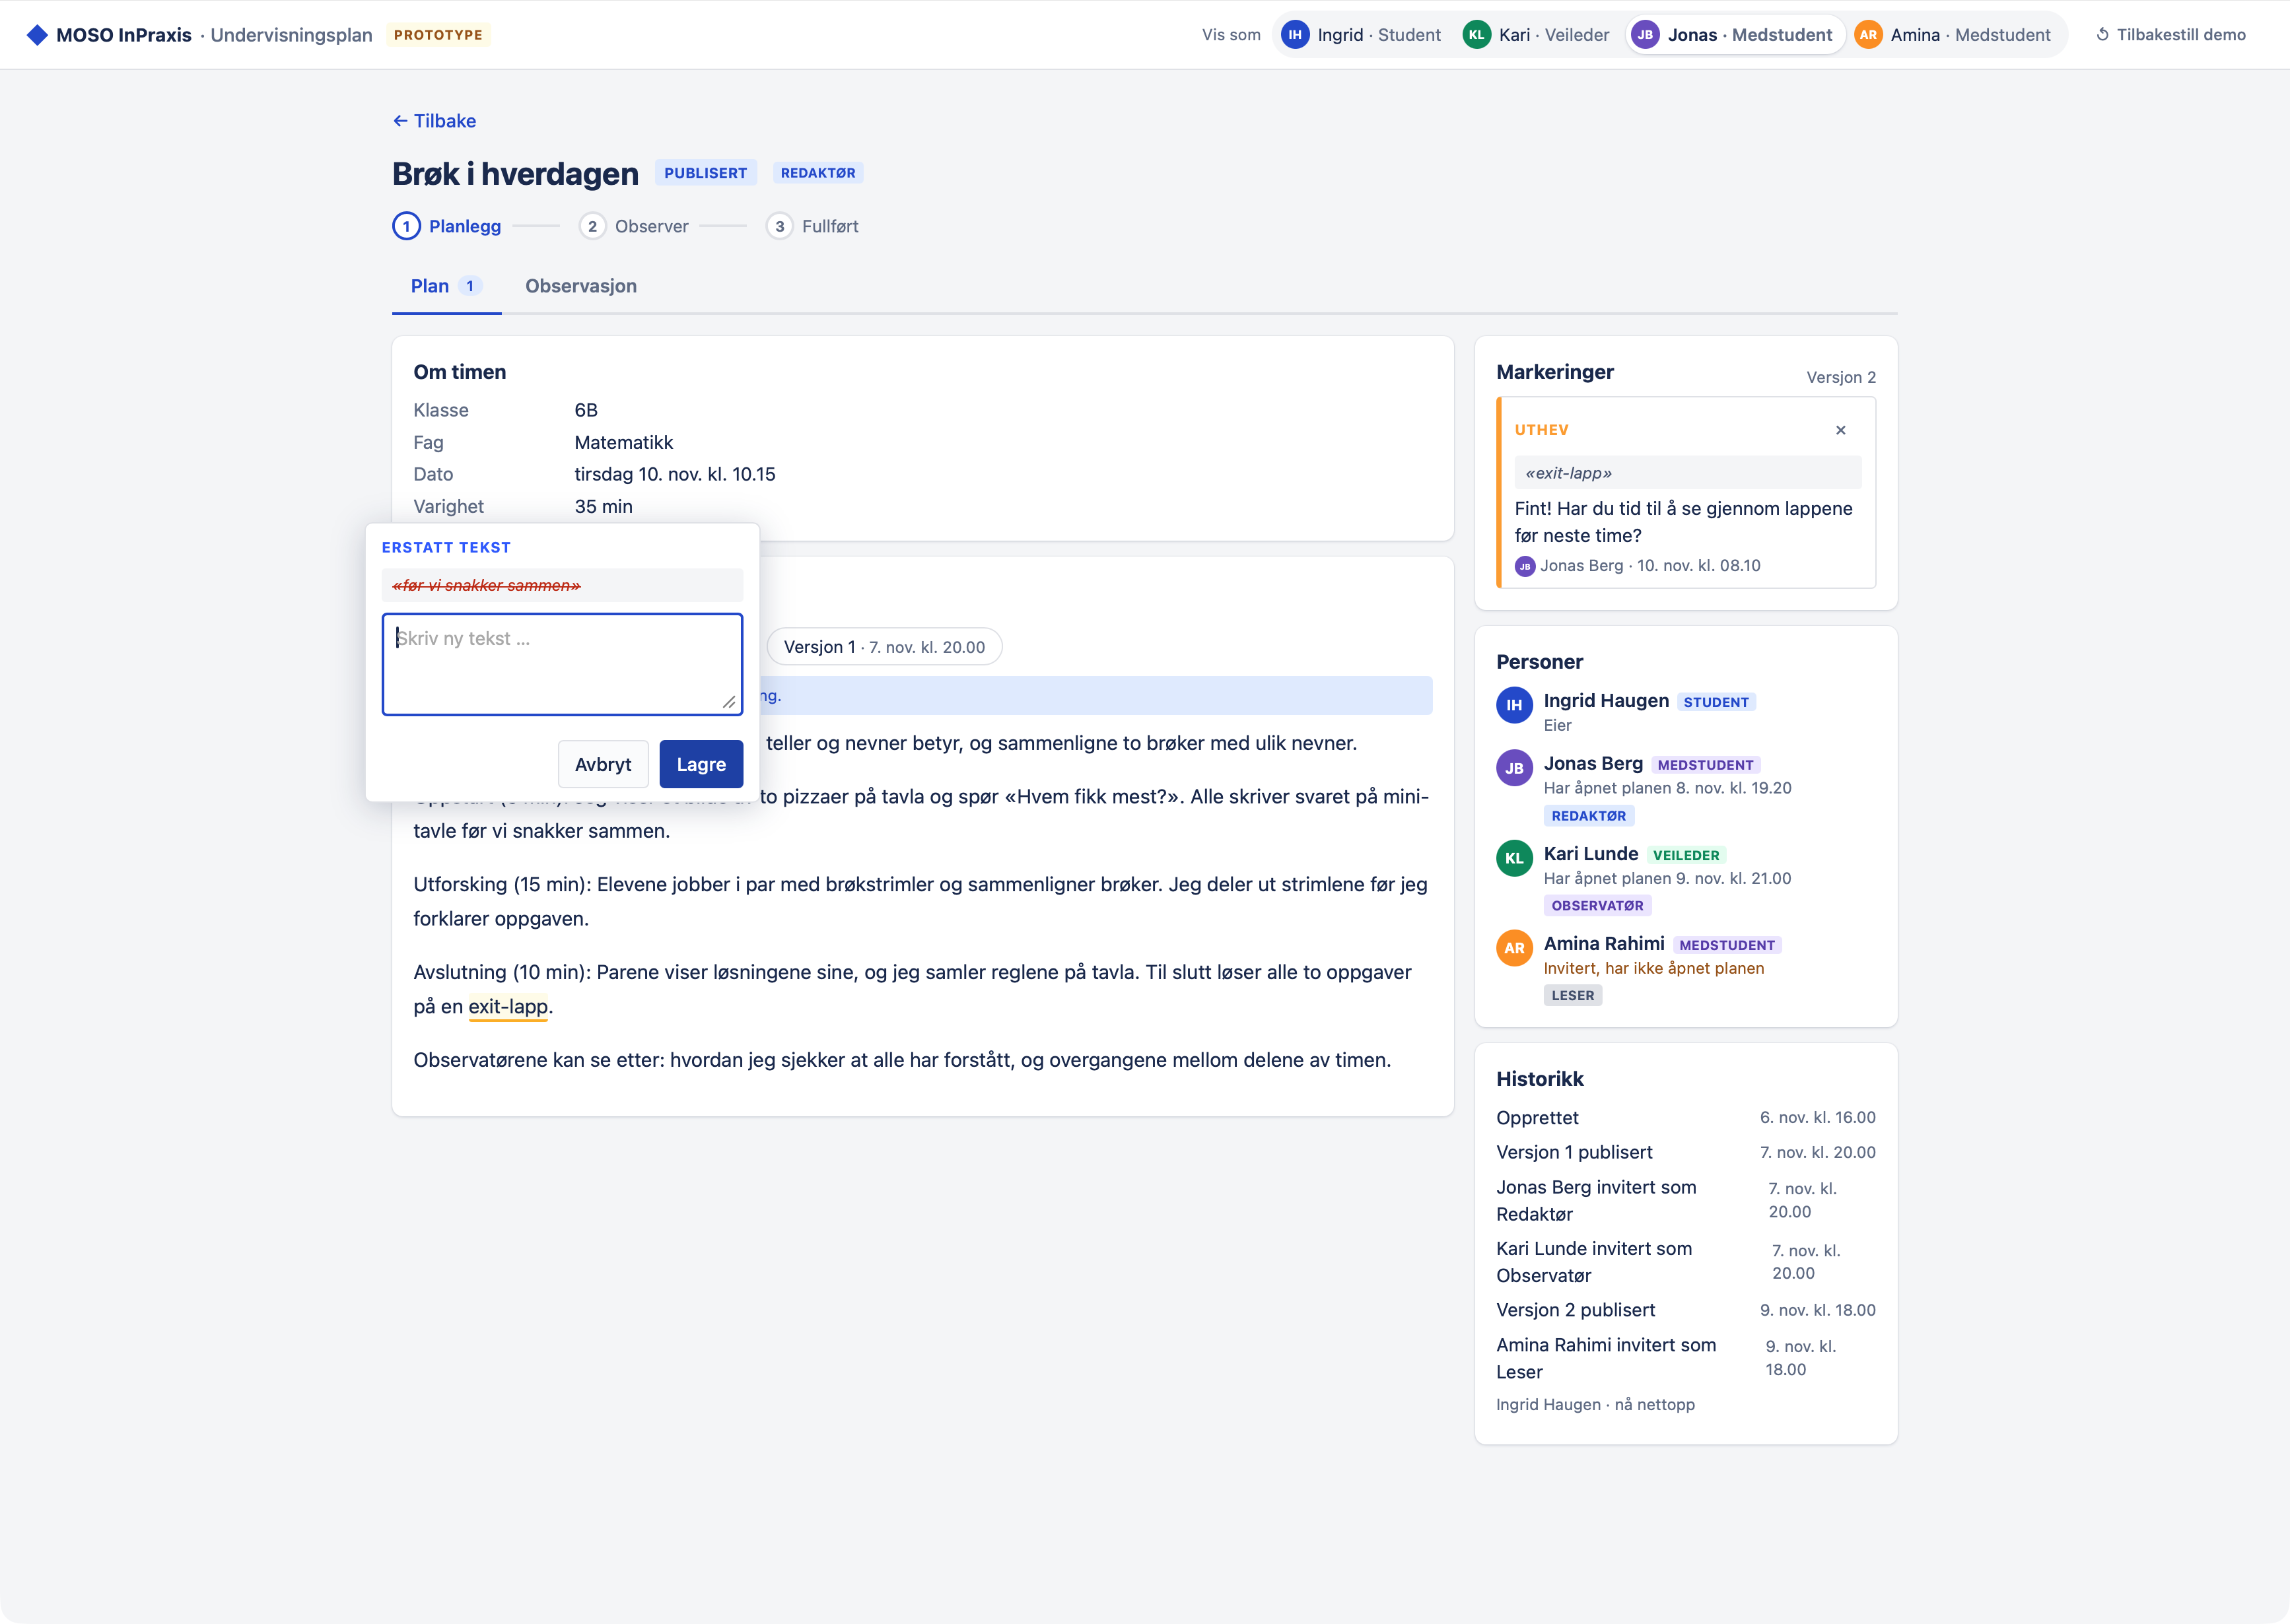 MOSO InPraxis · Undervisningsplan PROTOTYPE
Vis som IH Ingrid · Student KL Kari · Veileder JB Jonas · Medstudent AR Amina · Medstudent Tilbakestill demo
← Tilbake
Brøk i hverdagen PUBLISERT REDAKTØR
1 Planlegg 2 Observer 3 Fullført
Plan 1 Observasjon
Om timen
Klasse 6B
Fag Matematikk
Dato tirsdag 10. nov. kl. 10.15
Varighet 35 min
ERSTATT TEKST
«før vi snakker sammen»
Skriv ny tekst ...
Avbryt Lagre
Versjon 1 · 7. nov. kl. 20.00
ng.
teller og nevner betyr, og sammenligne to brøker med ulik nevner.
to pizzaer på tavla og spør «Hvem fikk mest?». Alle skriver svaret på mini-
tavle før vi snakker sammen.
Utforsking (15 min): Elevene jobber i par med brøkstrimler og sammenligner brøker. Jeg deler ut strimlene før jeg
forklarer oppgaven.
Avslutning (10 min): Parene viser løsningene sine, og jeg samler reglene på tavla. Til slutt løser alle to oppgaver
på en exit-lapp.
Observatørene kan se etter: hvordan jeg sjekker at alle har forstått, og overgangene mellom delene av timen.
Markeringer Versjon 2
UTHEV ×
«exit-lapp»
Fint! Har du tid til å se gjennom lappene
før neste time?
JB Jonas Berg · 10. nov. kl. 08.10
Personer
IH Ingrid Haugen STUDENT
Eier
JB Jonas Berg MEDSTUDENT
Har åpnet planen 8. nov. kl. 19.20
REDAKTØR
KL Kari Lunde VEILEDER
Har åpnet planen 9. nov. kl. 21.00
OBSERVATØR
AR Amina Rahimi MEDSTUDENT
Invitert, har ikke åpnet planen
LESER
Historikk
Opprettet 6. nov. kl. 16.00
Versjon 1 publisert 7. nov. kl. 20.00
Jonas Berg invitert som 7. nov. kl.
Redaktør 20.00
Kari Lunde invitert som 7. nov. kl.
Observatør 20.00
Versjon 2 publisert 9. nov. kl. 18.00
Amina Rahimi invitert som 9. nov. kl.
Leser 18.00
Ingrid Haugen · nå nettopp